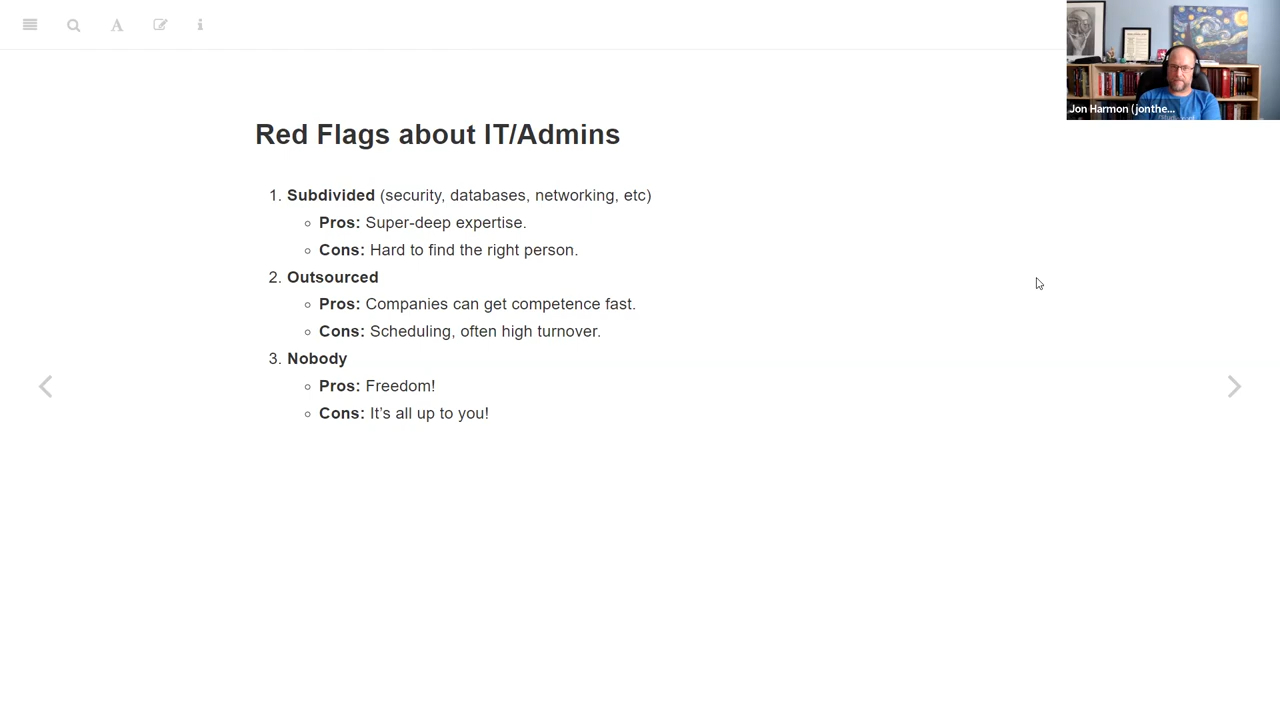 Jon Harmon (jonthe...
Red Flags about IT/Admins
1. Subdivided (security, databases, networking, etc)
Pros: Super-deep expertise.
Cons: Hard to find the right person.
2. Outsourced
Pros: Companies can get competence fast.
Cons: Scheduling, often high turnover.
3. Nobody
Pros: Freedom!
Cons: It’s all up to you!